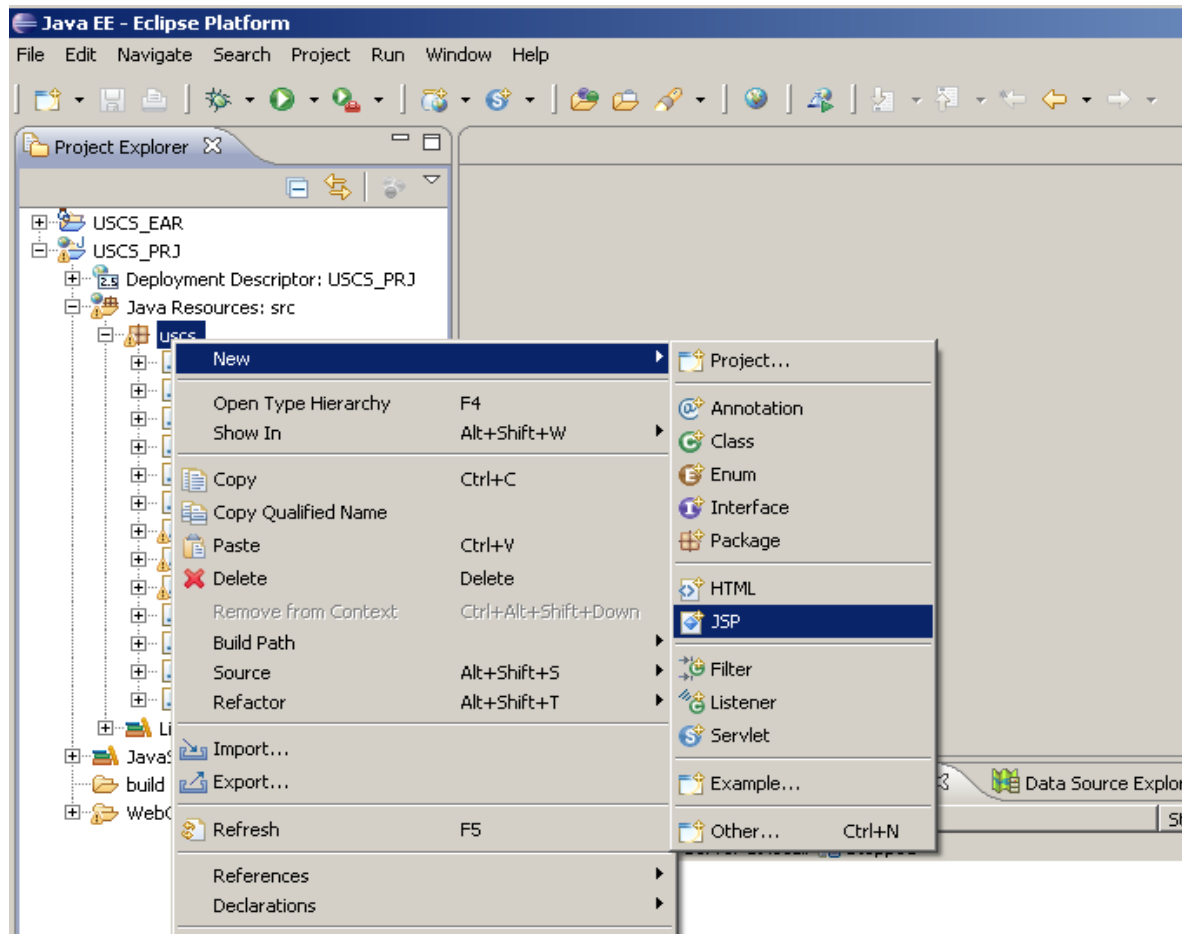 Java EE - Eclipse Platform
File Edit Navigate Search Project Run Window Help
Project Explorer
USCS_EAR
USCS_PRJ
Deployment Descriptor: USCS_PRJ
Java Resources: src
uscs
New
Open Type Hierarchy F4
Show In Alt+Shift+W
Copy Ctrl+C
Copy Qualified Name
Paste Ctrl+V
Delete Delete
Remove from Context Ctrl+Alt+Shift+Down
Build Path
Source Alt+Shift+S
Refactor Alt+Shift+T
Import...
Export...
Refresh F5
References
Declarations
Project...
Annotation
Class
Enum
Interface
Package
HTML
JSP
Filter
Listener
Servlet
Example...
Other... Ctrl+N
Li
JavaS
build
Web
Data Source Explor
St